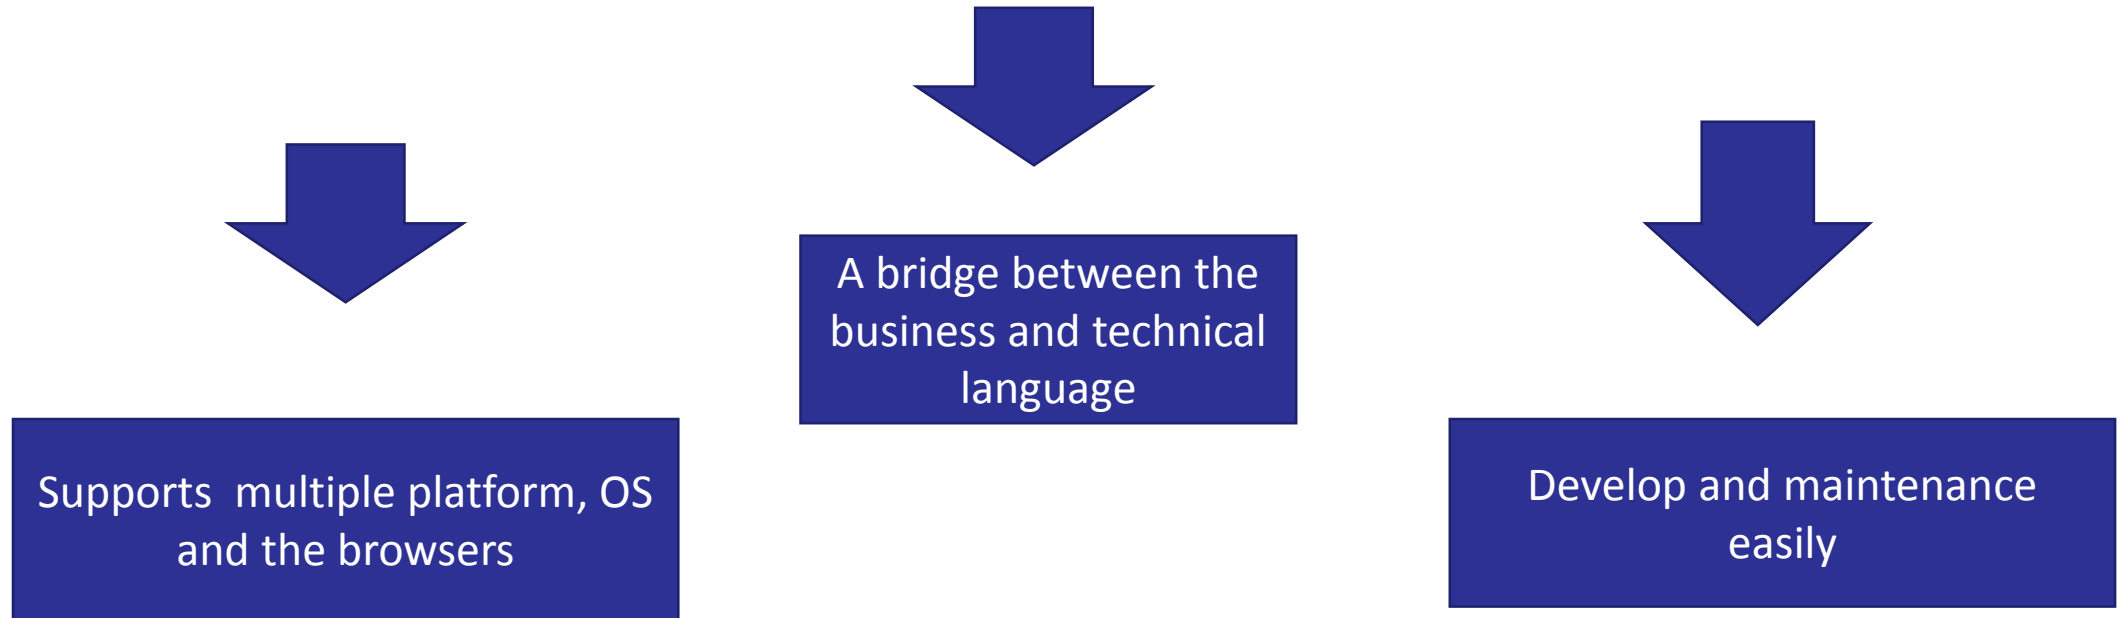 Supports  multiple platform, OS
and the browsers
A bridge between the
business and technical
language
Develop and maintenance
easily